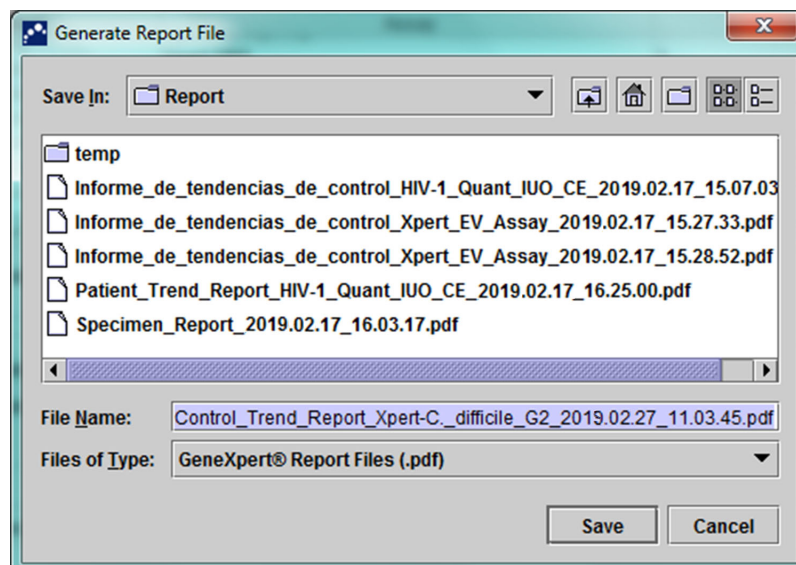 Generate Report File
Save In: Report
temp
Informe_de_tendencias_de_control_HIV-1_Quant_IUO_CE_2019.02.17_15.07.03
Informe_de_tendencias_de_control_Xpert_EV_Assay_2019.02.17_15.27.33.pdf
Informe_de_tendencias_de_control_Xpert_EV_Assay_2019.02.17_15.28.52.pdf
Patient_Trend_Report_HIV-1_Quant_IUO_CE_2019.02.17_16.25.00.pdf
Specimen_Report_2019.02.17_16.03.17.pdf
File Name: Control_Trend_Report_Xpert-C._difficile_G2_2019.02.27_11.03.45.pdf
Files of Type: GeneXpert® Report Files (.pdf)
Save Cancel